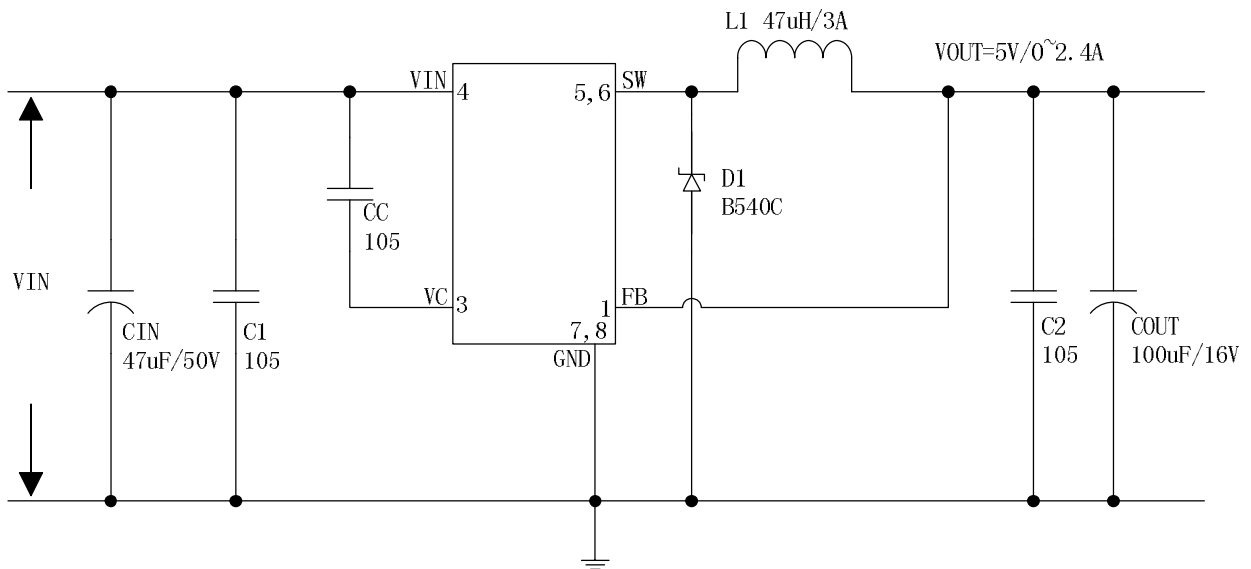 L1 47uH/3A
VOUT=5V/0~2.4A
VIN
4
5,6
SW
D1
B540C
CC
105
VIN
VC
3
1
FB
7,8
GND
CIN
47uF/50V
C1
105
C2
105
COUT
100uF/16V